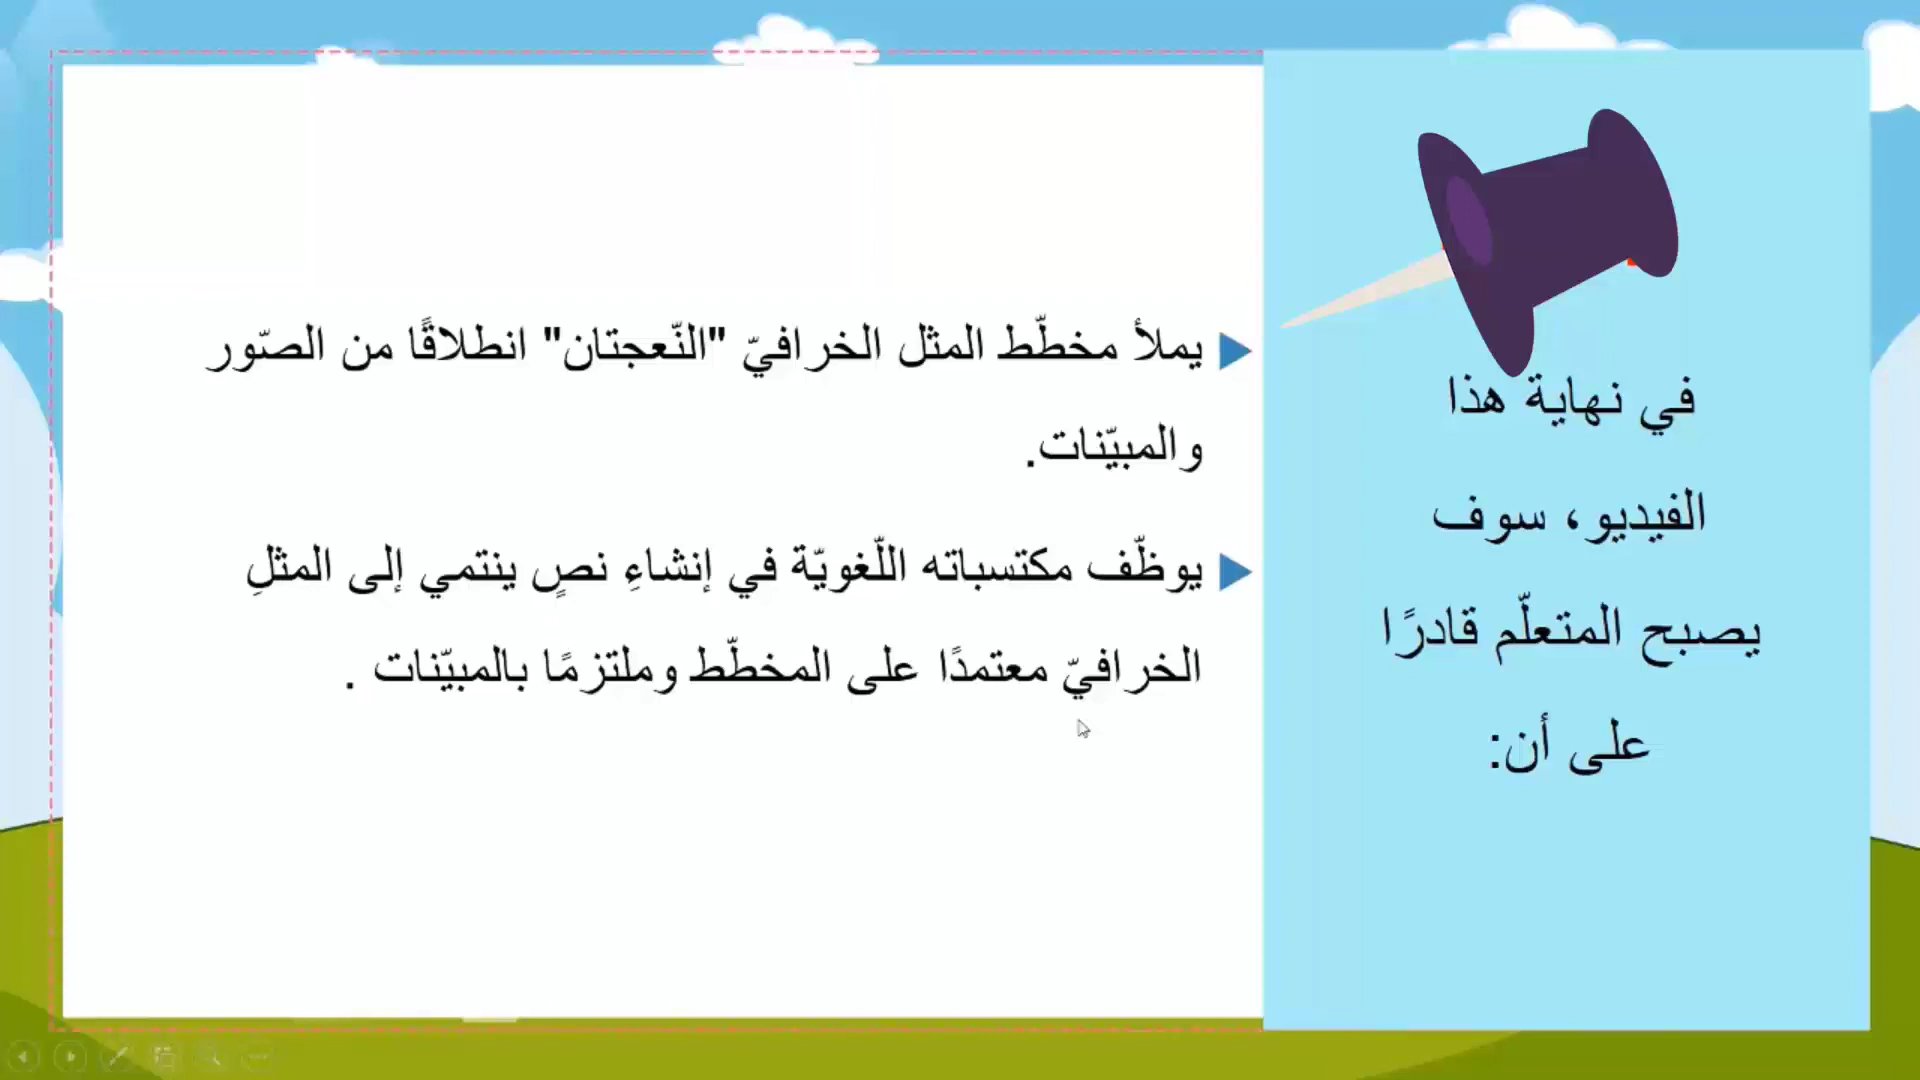 في نهاية هذا
الفيديو، سوف
يصبح المتعلّم قادرًا
على أن:
يملأ مخطّط المثل الخرافيّ "النّعجتان" انطلاقًا من الصّور
والمبيّنات.
يوظّف مكتسباته اللّغويّة في إنشاءِ نصٍ ينتمي إلى المثلِ
الخرافيّ معتمدًا على المخطّط وملتزمًا بالمبيّنات .